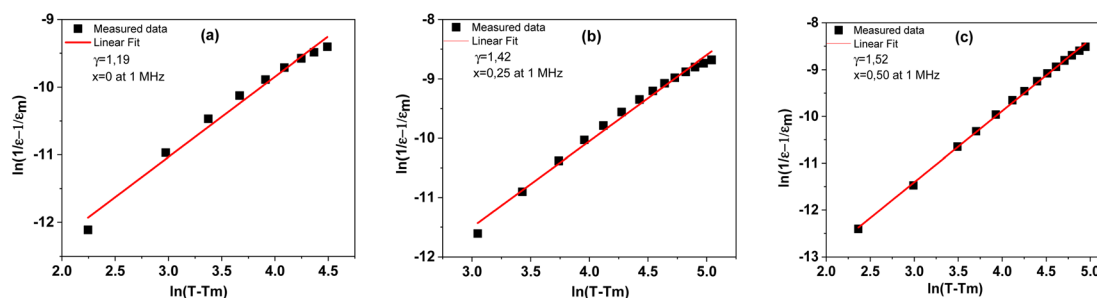 (a)
Measured data
Linear Fit
γ=1,19
x=0 at 1 MHz
ln(1/ε−1/εm)
-9
-10
-11
-12
2.0 2.5 3.0 3.5 4.0 4.5
ln(T-Tm)
(b)
Measured data
Linear Fit
γ=1,42
x=0,25 at 1 MHz
ln(1/ε−1/εm)
-8
-9
-10
-11
-12
3.0 3.5 4.0 4.5 5.0
ln(T-Tm)
(c)
Measured data
Linear Fit
γ=1,52
x=0,50 at 1 MHz
ln(1/ε−1/εm)
-8
-9
-10
-11
-12
-13
2.0 2.5 3.0 3.5 4.0 4.5 5.0
ln(T-Tm)